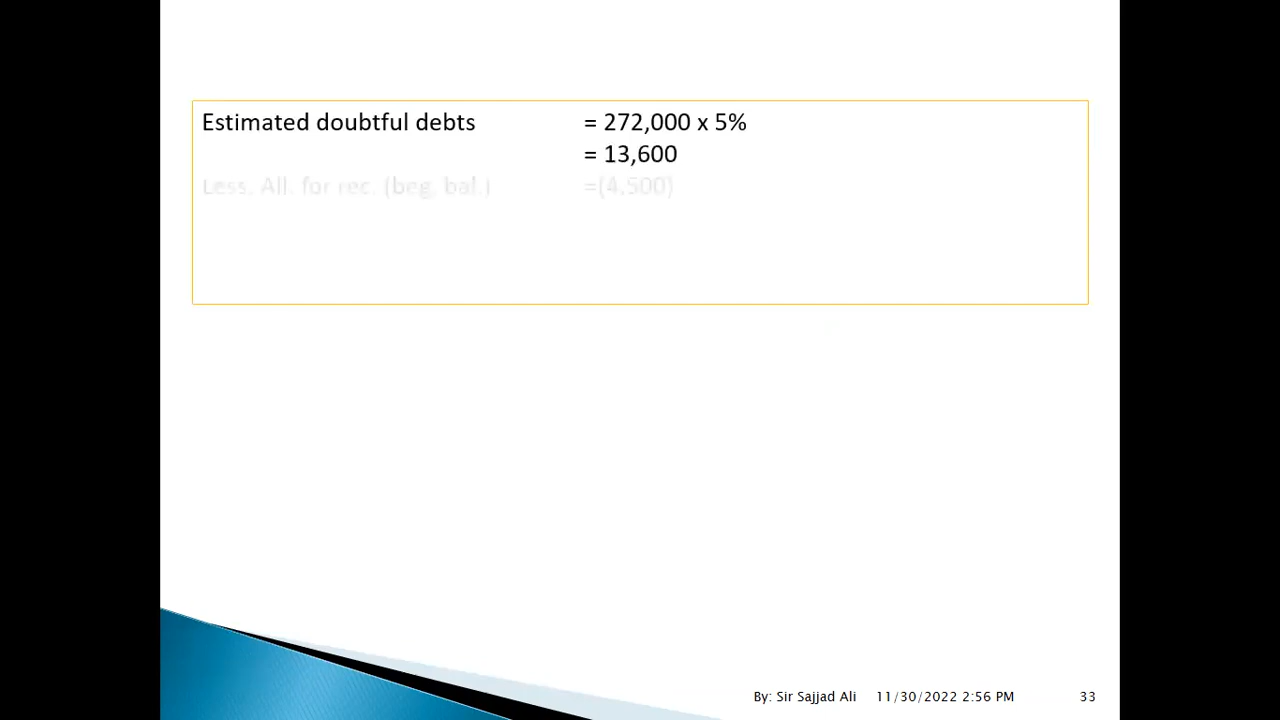 Estimated doubtful debts = 272,000 x 5%
= 13,600
Less. All. for rec. (beg. bal.) =(4,500)
By: Sir Sajjad Ali 11/30/2022 2:56 PM 33